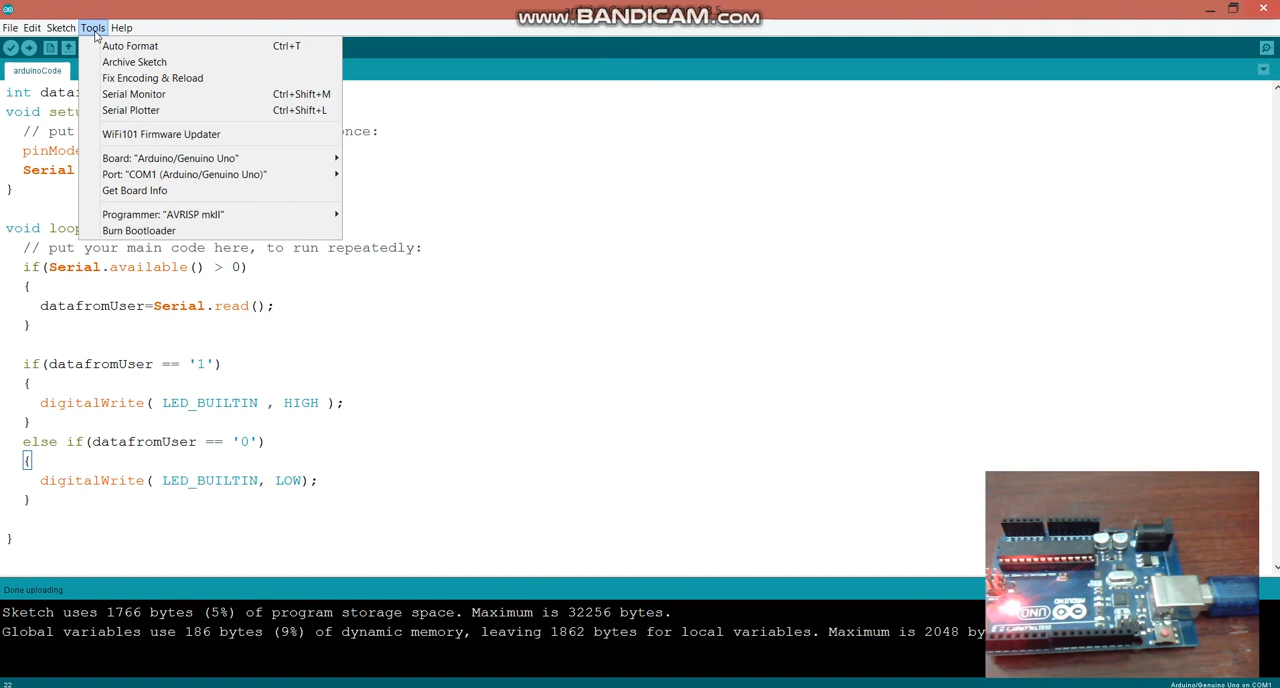 www.BANDICAM.com
File Edit Sketch Tools Help
arduinoCode
Auto Format Ctrl+T
Archive Sketch
Fix Encoding & Reload
Serial Monitor Ctrl+Shift+M
Serial Plotter Ctrl+Shift+L
WiFi101 Firmware Updater
Board: "Arduino/Genuino Uno"
Port: "COM1 (Arduino/Genuino Uno)"
Get Board Info
Programmer: "AVRISP mkII"
Burn Bootloader
int dataf
void setu
// put once:
pinMode
Serial
}
void loop
// put your main code here, to run repeatedly:
if(Serial.available() > 0)
{
datafromUser=Serial.read();
}
if(datafromUser == '1')
{
digitalWrite( LED_BUILTIN , HIGH );
}
else if(datafromUser == '0')
{
digitalWrite( LED_BUILTIN, LOW);
}
}
Done uploading.
Sketch uses 1766 bytes (5%) of program storage space. Maximum is 32256 bytes.
Global variables use 186 bytes (9%) of dynamic memory, leaving 1862 bytes for local variables. Maximum is 2048 by
UNO
22 Arduino/Genuino Uno on COM1